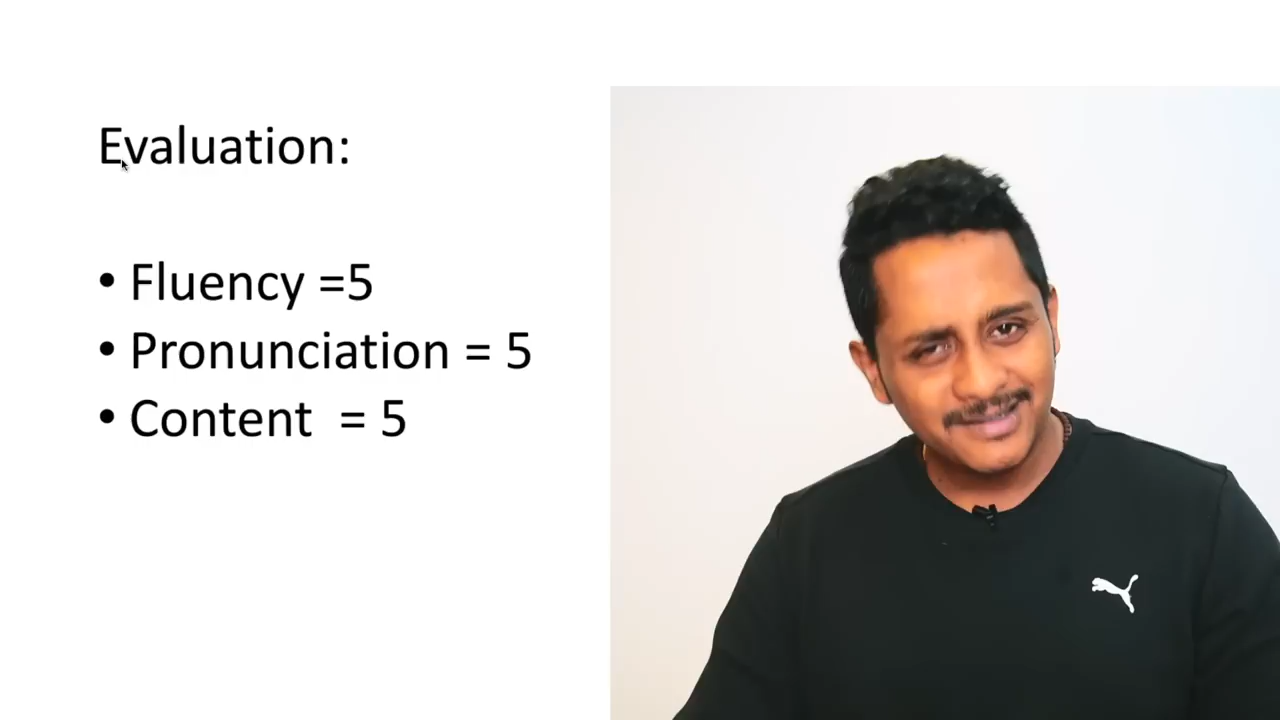 Evaluation:
• Fluency =5
• Pronunciation = 5
• Content  = 5